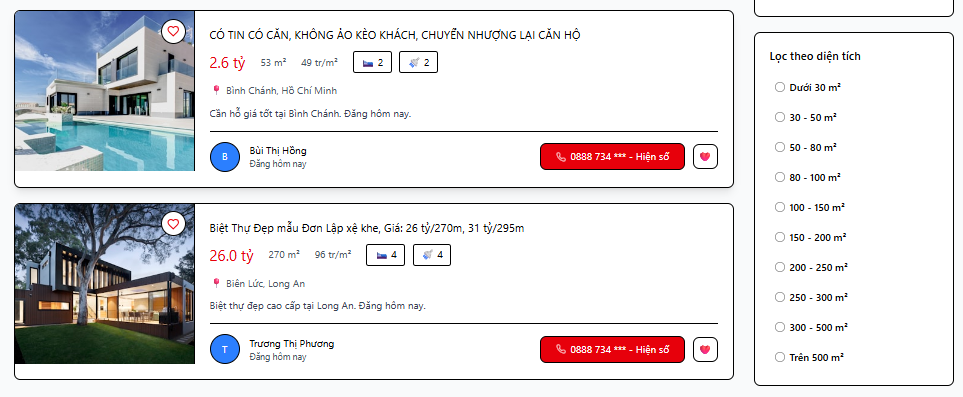 CÓ TIN CÓ CĂN, KHÔNG ẢO KÈO KHÁCH, CHUYỂN NHƯỢNG LẠI CĂN HỘ
2.6 tỷ 53 m² 49 tr/m² 2 2
Bình Chánh, Hồ Chí Minh
Căn hỗ giá tốt tại Bình Chánh. Đăng hôm nay.
B Bùi Thị Hồng
Đăng hôm nay
0888 734 *** - Hiện số
Biệt Thự Đẹp mẫu Đơn Lập xẻ khe, Giá: 26 tỷ/270m, 31 tỷ/295m
26.0 tỷ 270 m² 96 tr/m² 4 4
Biên Lức, Long An
Biệt thự đẹp cao cấp tại Long An. Đăng hôm nay.
T Trương Thị Phương
Đăng hôm nay
0888 734 *** - Hiện số
Lọc theo diện tích
Dưới 30 m²
30 - 50 m²
50 - 80 m²
80 - 100 m²
100 - 150 m²
150 - 200 m²
200 - 250 m²
250 - 300 m²
300 - 500 m²
Trên 500 m²